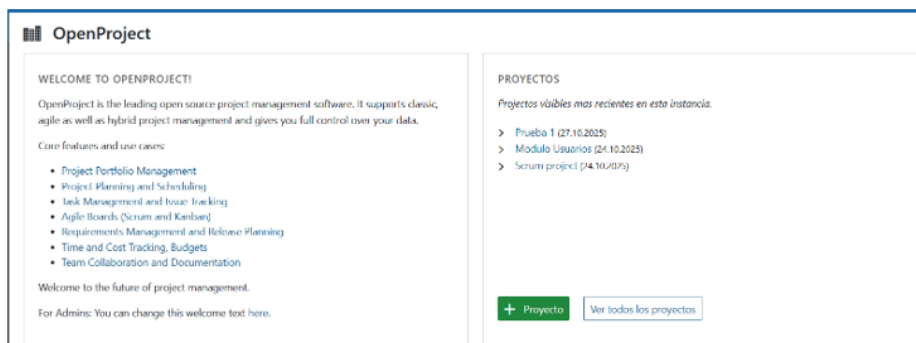 OpenProject
WELCOME TO OPENPROJECT!
OpenProject is the leading open source project management software. It supports classic,
agile as well as hybrid project management and gives you full control over your data.
Core features and use cases:
Project Portfolio Management
Project Planning and Scheduling
Task Management and Issue Tracking
Agile Boards (Scrum and Kanban)
Requirements Management and Release Planning
Time and Cost Tracking, Budgets
Team Collaboration and Documentation
Welcome to the future of project management.
For Admins: You can change this welcome text here.
PROYECTOS
Projectos visibles mas recientes en esta instancia.
Prueba 1 (27.10.2025)
Modulo Usuarios (24.10.2025)
Scrum project (24.10.2025)
+ Proyecto
Ver todos los proyectos